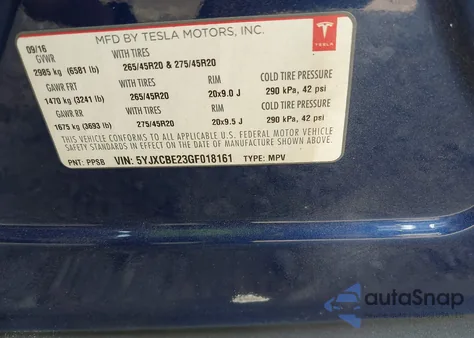 MFD BY TESLA MOTORS, INC.
TESLA
09/16
GVWR WITH TIRES
2985 kg (6581 lb) 265/45R20 & 275/45R20
GAWR FRT WITH TIRES RIM COLD TIRE PRESSURE
1470 kg (3241 lb) 265/45R20 20x9.0 J 290 kPa, 42 psi
GAWR RR WITH TIRES RIM COLD TIRE PRESSURE
1675 kg (3693 lb) 275/45R20 20x9.5 J 290 kPa, 42 psi
THIS VEHICLE CONFORMS TO ALL APPLICABLE U.S. FEDERAL MOTOR VEHICLE
SAFETY STANDARDS IN EFFECT ON THE DATE OF MANUFACTURE SHOWN ABOVE.
PNT: PPSB VIN: 5YJXCBE23GF018161 TYPE: MPV
autoSnap